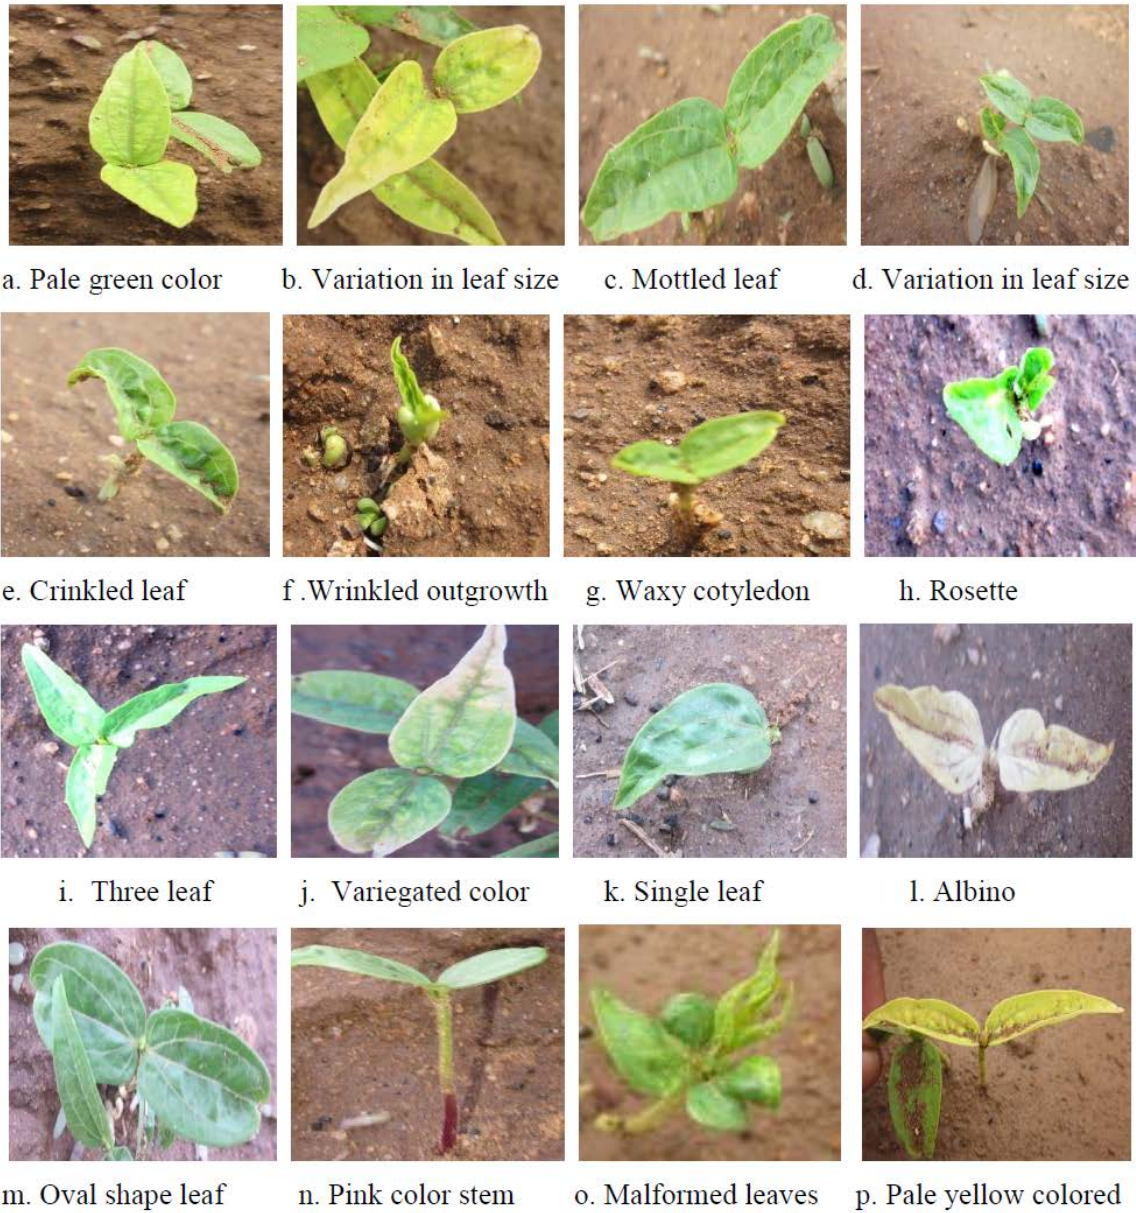 a. Pale green color
b. Variation in leaf size
c. Mottled leaf
d. Variation in leaf size
e. Crinkled leaf
f .Wrinkled outgrowth
g. Waxy cotyledon
h. Rosette
i. Three leaf
j. Variegated color
k. Single leaf
l. Albino
m. Oval shape leaf
n. Pink color stem
o. Malformed leaves
p. Pale yellow colored